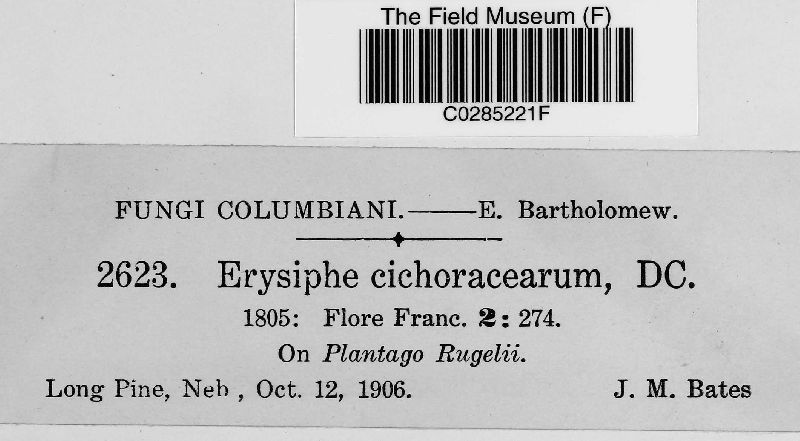 The Field Museum (F)
C0285221F
FUNGI COLUMBIANI.——E. Bartholomew.
2623. Erysiphe cichoracearum, DC.
1805: Flore Franc. 2: 274.
On Plantago Rugelii.
Long Pine, Neb , Oct. 12, 1906. J. M. Bates